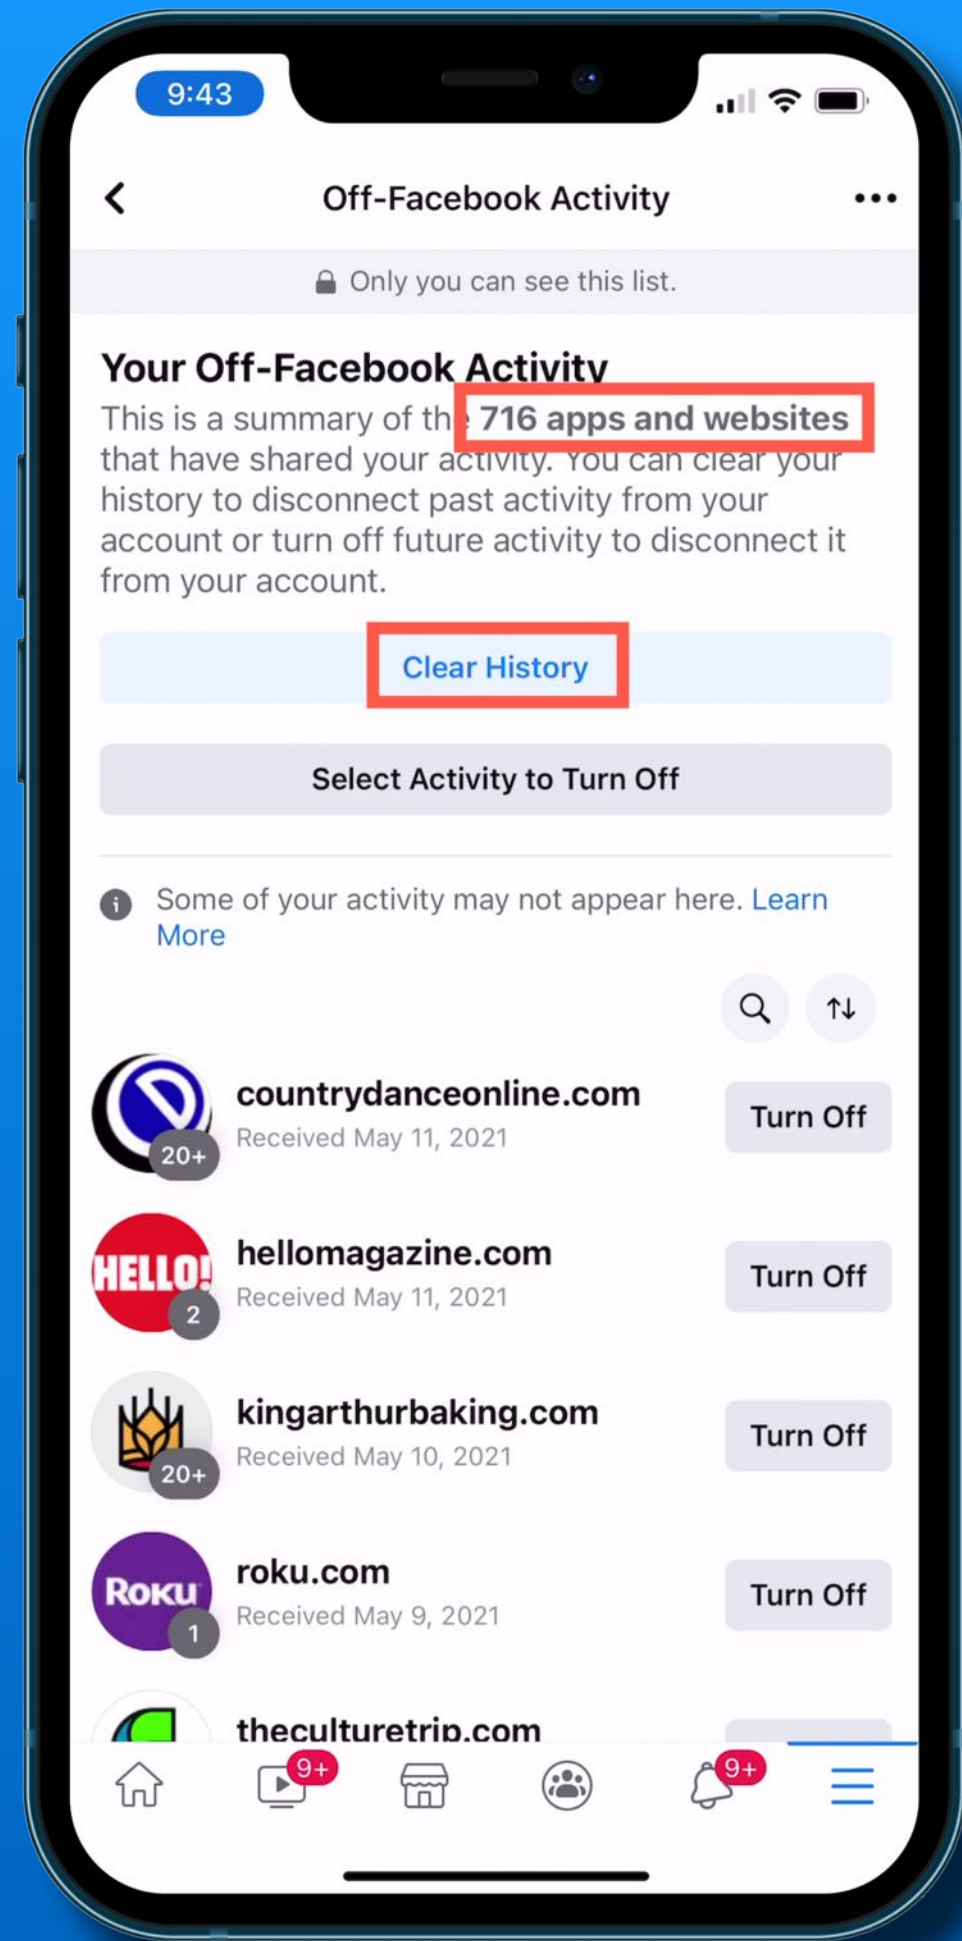 9:43
Off-Facebook Activity
Only you can see this list.
Your Off-Facebook Activity
This is a summary of the 716 apps and websites
that have shared your activity. You can clear your
history to disconnect past activity from your
account or turn off future activity to disconnect it
from your account.
Clear History
Select Activity to Turn Off
Some of your activity may not appear here. Learn
More
countrydanceonline.com
Received May 11, 2021
20+
Turn Off
HELLO!
hellomagazine.com
Received May 11, 2021
2
Turn Off
kingarthurbaking.com
Received May 10, 2021
20+
Turn Off
ROKU
roku.com
Received May 9, 2021
1
Turn Off
theculturetrip.com
9+
9+